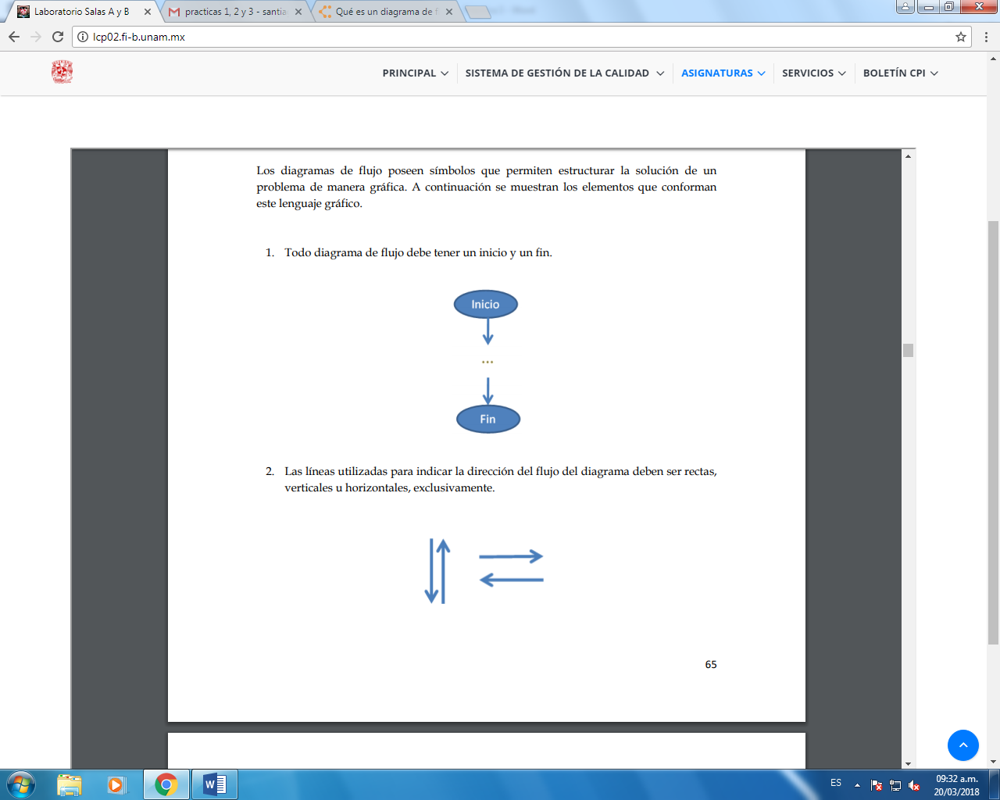 Laboratorio Salas A y B
practicas 1, 2 y 3 - santia
Qué es un diagrama de f
lcp02.fi-b.unam.mx
PRINCIPAL
SISTEMA DE GESTIÓN DE LA CALIDAD
ASIGNATURAS
SERVICIOS
BOLETÍN CPI
Los diagramas de flujo poseen símbolos que permiten estructurar la solución de un
problema de manera gráfica. A continuación se muestran los elementos que conforman
este lenguaje gráfico.
1. Todo diagrama de flujo debe tener un inicio y un fin.
Inicio
...
Fin
2. Las líneas utilizadas para indicar la dirección del flujo del diagrama deben ser rectas,
verticales u horizontales, exclusivamente.
65
ES
09:32 a.m.
20/03/2018